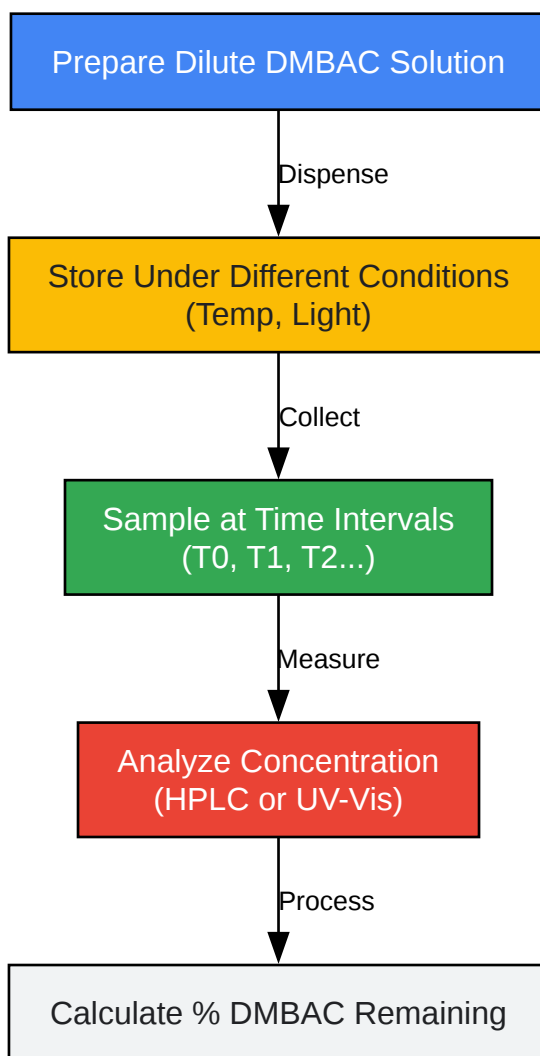 Prepare Dilute DMBAC Solution
Dispense
Store Under Different Conditions
(Temp, Light)
Collect
Sample at Time Intervals
(T0, T1, T2...)
Measure
Analyze Concentration
(HPLC or UV-Vis)
Process
Calculate % DMBAC Remaining